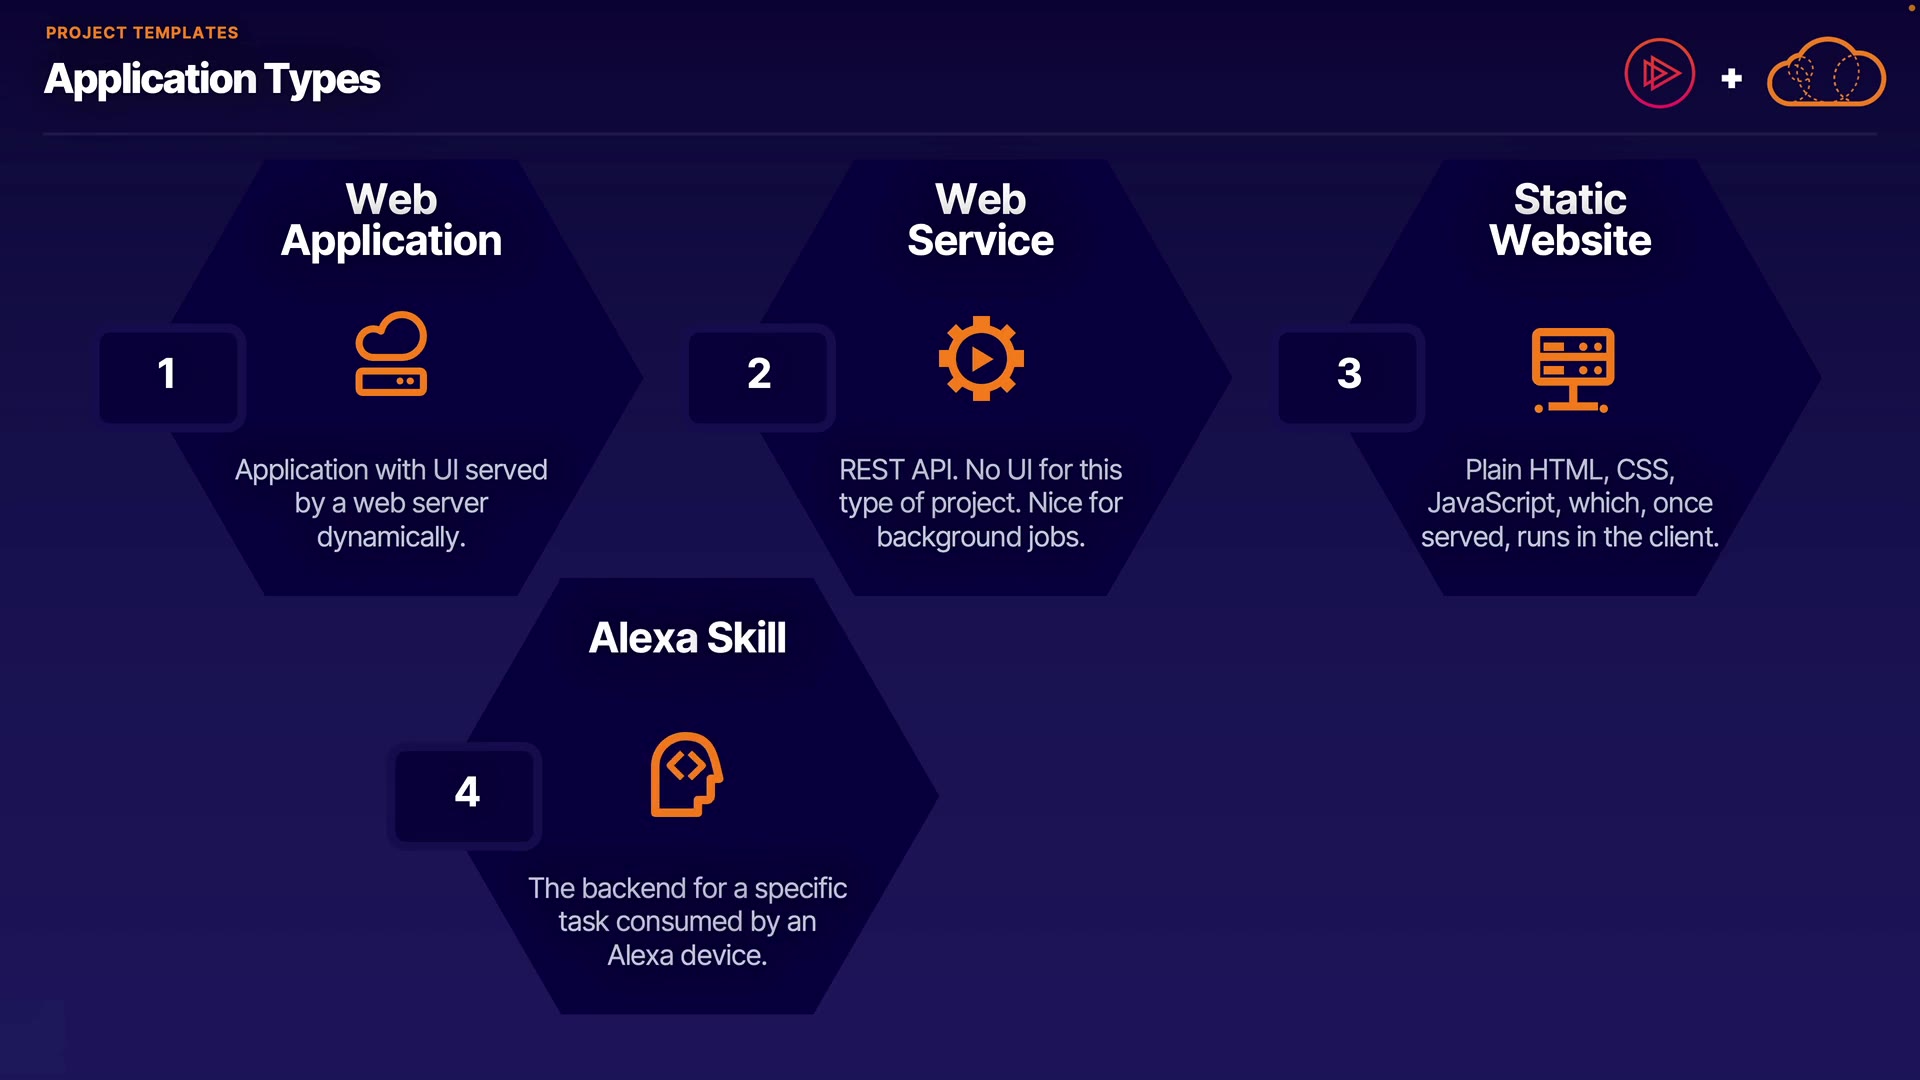 PROJECT TEMPLATES
Application Types
+
Web
Application
1
Application with UI served
by a web server
dynamically.
Web
Service
2
REST API. No UI for this
type of project. Nice for
background jobs.
Static
Website
3
Plain HTML, CSS,
JavaScript, which, once
served, runs in the client.
Alexa Skill
4
The backend for a specific
task consumed by an
Alexa device.